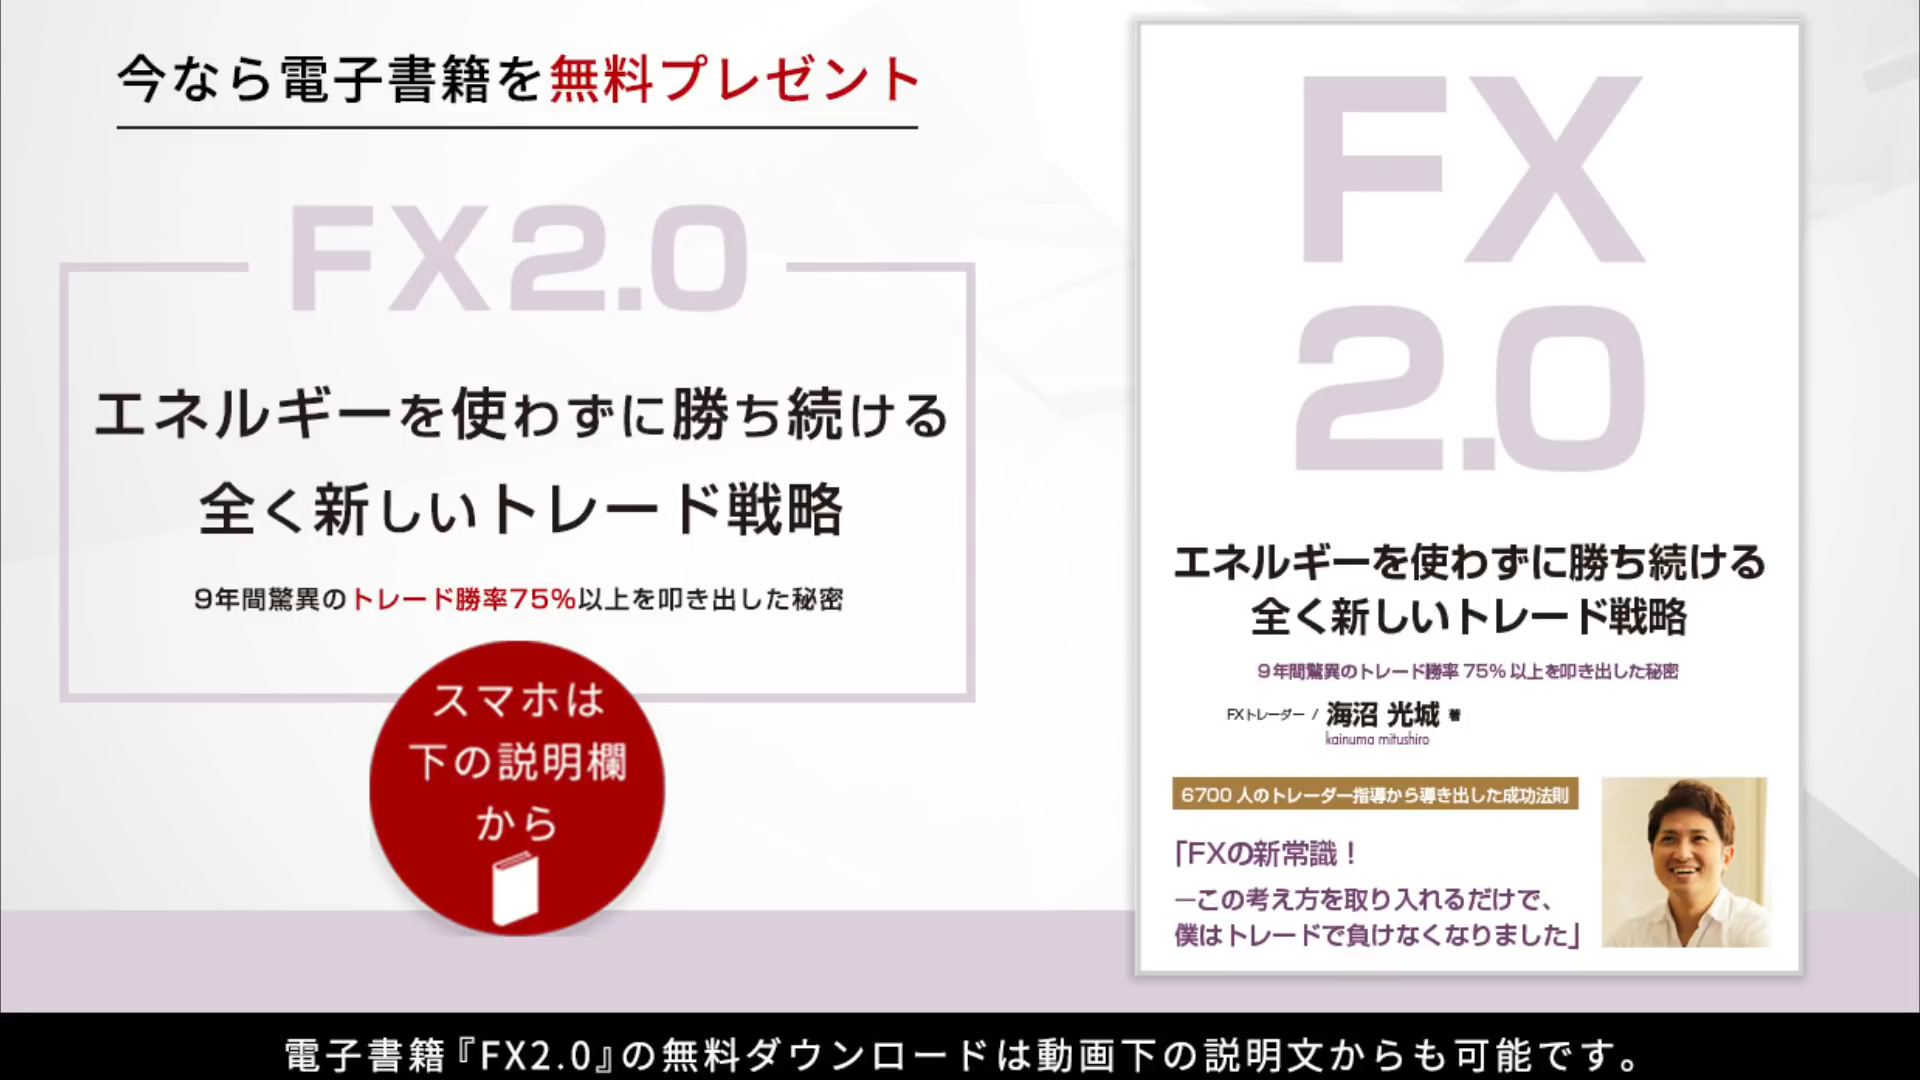 今なら電子書籍を無料プレゼント
FX2.0
エネルギーを使わずに勝ち続ける
全く新しいトレード戦略
9年間驚異のトレード勝率75%以上を叩き出した秘密
スマホは
下の説明欄
から
FX
2.0
エネルギーを使わずに勝ち続ける
全く新しいトレード戦略
9年間驚異のトレード勝率 75% 以上を叩き出した秘密
FXトレーダー / 海沼 光城 著
kainuma mitushiro
6700 人のトレーダー指導から導き出した成功法則
「FXの新常識！
—この考え方を取り入れるだけで、
僕はトレードで負けなくなりました」
電子書籍『FX2.0』の無料ダウンロードは動画下の説明文からも可能です。